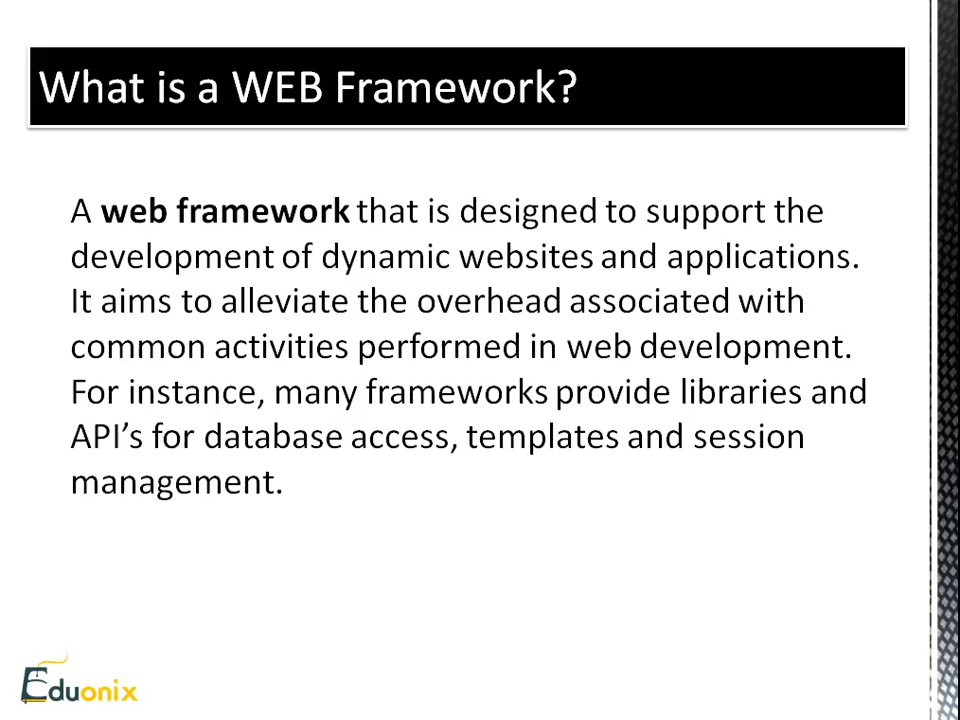 What is a WEB Framework?
A web framework that is designed to support the
development of dynamic websites and applications.
It aims to alleviate the overhead associated with
common activities performed in web development.
For instance, many frameworks provide libraries and
API’s for database access, templates and session
management.
Eduonix